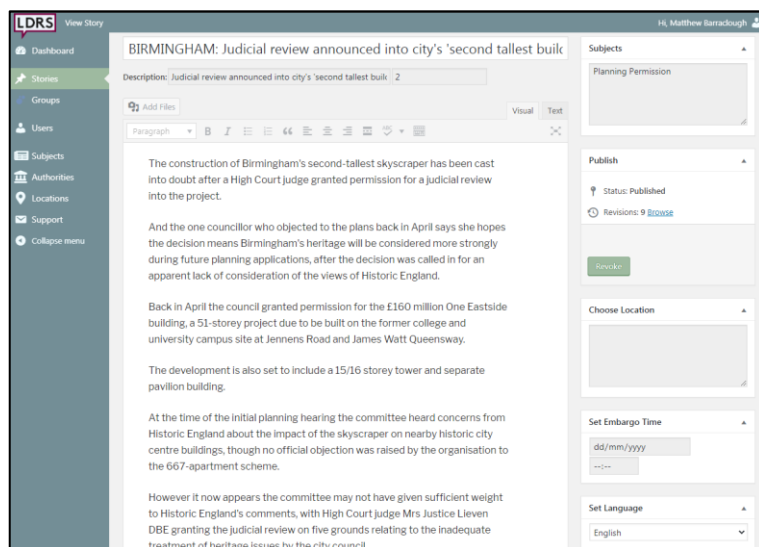 LDRS View Story
Hi, Matthew Barraclough
Dashboard
Stories
Groups
Users
Subjects
Authorities
Locations
Support
Collapse menu
BIRMINGHAM: Judicial review announced into city's 'second tallest build
Description: Judicial review announced into city's 'second tallest buil 2
Add Files
Visual Text
Paragraph
The construction of Birmingham's second-tallest skyscraper has been cast
into doubt after a High Court judge granted permission for a judicial review
into the project.
And the one councillor who objected to the plans back in April says she hopes
the decision means Birmingham's heritage will be considered more strongly
during future planning applications, after the decision was called in for an
apparent lack of consideration of the views of Historic England.
Back in April the council granted permission for the £160 million One Eastside
building, a 51-storey project due to be built on the former college and
university campus site at Jennens Road and James Watt Queensway.
The development is also set to include a 15/16 storey tower and separate
pavilion building.
At the time of the initial planning hearing the committee heard concerns from
Historic England about the impact of the skyscraper on nearby historic city
centre buildings, though no official objection was raised by the organisation to
the 667-apartment scheme.
However it now appears the committee may not have given sufficient weight
to Historic England's comments, with High Court judge Mrs Justice Lieven
DBE granting the judicial review on five grounds relating to the inadequate
treatment of heritage issues by the city council.
Subjects
Planning Permission
Publish
Status: Published
Revisions: 9 Browse
Revoke
Choose Location
Set Embargo Time
dd/mm/yyyy
--:--
Set Language
English